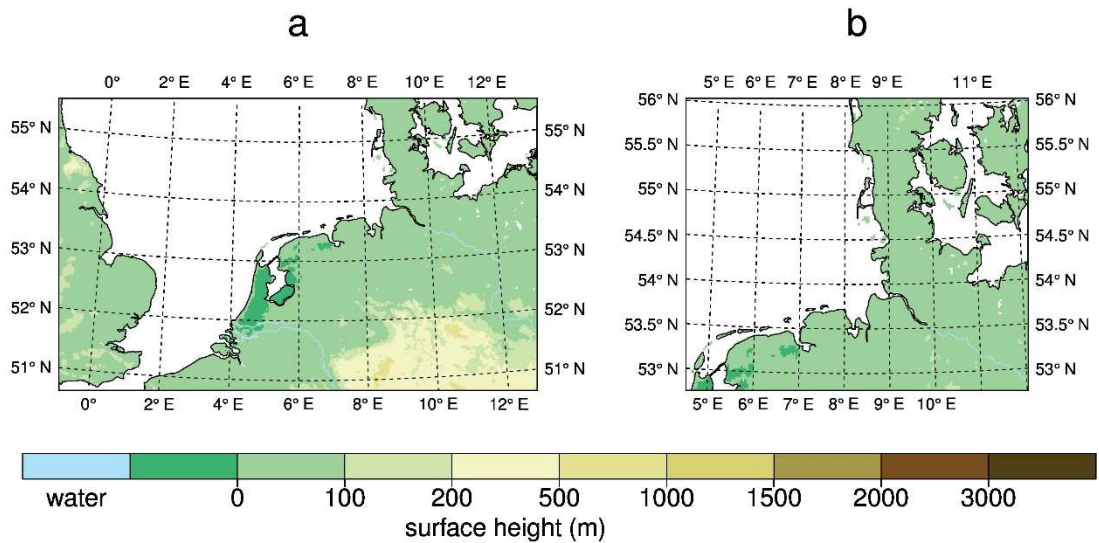 a
b
0° 2° E 4° E 6° E 8° E 10° E 12° E
5° E 6° E 7° E 8° E 9° E 11° E
55° N 55° N
54° N 54° N
53° N 53° N
52° N 52° N
51° N 51° N
0° 2° E 4° E 6° E 8° E 10° E 12° E
56° N 56° N
55.5° N 55.5° N
55° N 55° N
54.5° N 54.5° N
54° N 54° N
53.5° N 53.5° N
53° N 53° N
5° E 6° E 7° E 8° E 9° E 10° E
water 0 100 200 500 1000 1500 2000 3000
surface height (m)